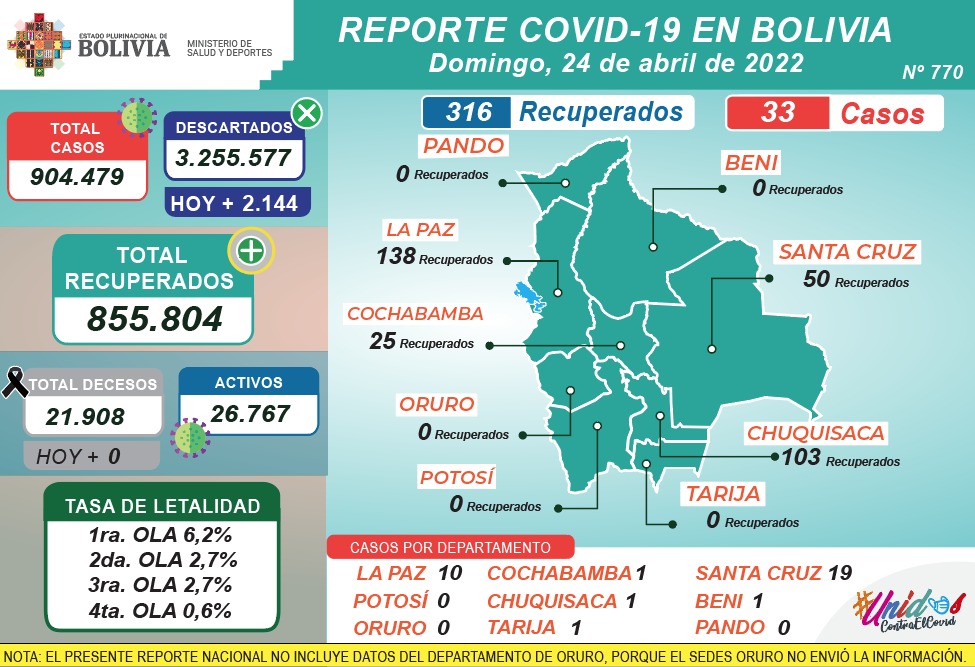 ESTADO PLURINACIONAL DE
BOLIVIA
MINISTERIO DE
SALUD Y DEPORTES
REPORTE COVID-19 EN BOLIVIA
Domingo, 24 de abril de 2022
Nº 770
TOTAL
CASOS
904.479
DESCARTADOS
3.255.577
HOY + 2.144
TOTAL
RECUPERADOS
855.804
TOTAL DECESOS
21.908
HOY + 0
ACTIVOS
26.767
TASA DE LETALIDAD
1ra. OLA 6,2%
2da. OLA 2,7%
3ra. OLA 2,7%
4ta. OLA 0,6%
316 Recuperados
33 Casos
PANDO
0 Recuperados
BENI
0 Recuperados
LA PAZ
138 Recuperados
SANTA CRUZ
50 Recuperados
COCHABAMBA
25 Recuperados
ORURO
0 Recuperados
CHUQUISACA
103 Recuperados
POTOSÍ
0 Recuperados
TARIJA
0 Recuperados
CASOS POR DEPARTAMENTO
LA PAZ 10 COCHABAMBA 1 SANTA CRUZ 19
POTOSÍ 0 CHUQUISACA 1 BENI 1
ORURO 0 TARIJA 1 PANDO 0
#Unidos
ContraElCovid
NOTA: EL PRESENTE REPORTE NACIONAL NO INCLUYE DATOS DEL DEPARTAMENTO DE ORURO, PORQUE EL SEDES ORURO NO ENVIÓ LA INFORMACIÓN.